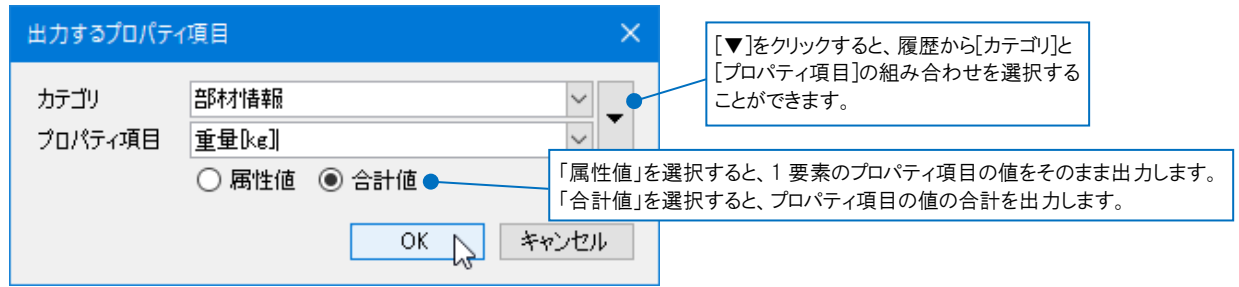 出力するプロパティ項目
[▼]をクリックすると、履歴から[カテゴリ]と
[プロパティ項目]の組み合わせを選択する
ことができます。
カテゴリ 部材情報
プロパティ項目 重量[kg]
属性値 合計値
「属性値」を選択すると、1 要素のプロパティ項目の値をそのまま出力します。
「合計値」を選択すると、プロパティ項目の値の合計を出力します。
OK キャンセル